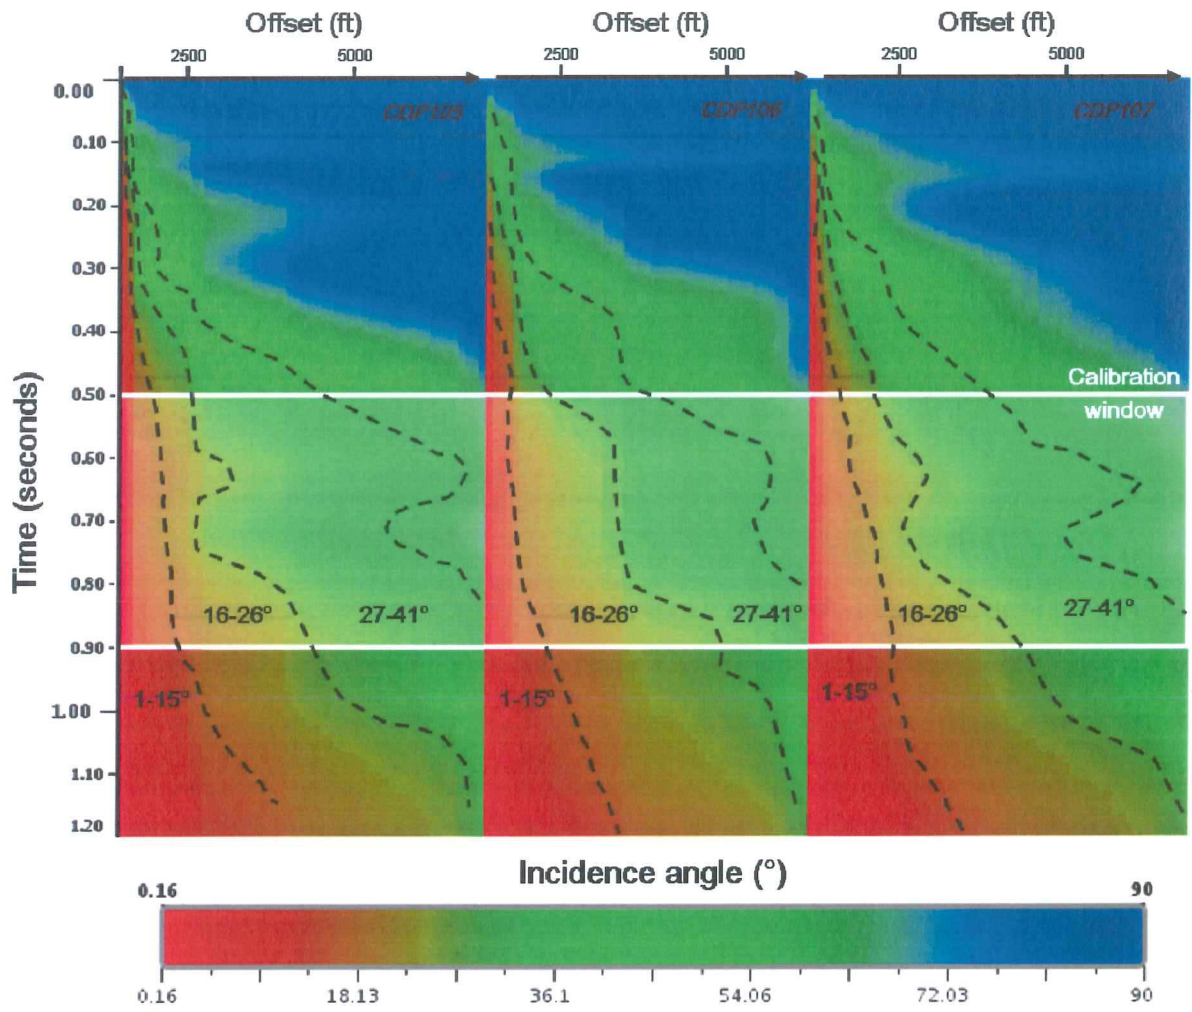 Offset (ft) Offset (ft) Offset (ft)
2500 5000 2500 5000 2500 5000
CDP105 CDP106 CDP107
0.00
0.10
0.20
0.30
0.40
Calibration
0.50
window
0.60
0.70
0.80
16-26° 27-41° 16-26° 27-41° 16-26° 27-41°
0.90
1-15° 1-15° 1-15°
1.00
1.10
1.20
Time (seconds)
Incidence angle (°)
0.16 90
0.16 18.13 36.1 54.06 72.03 90